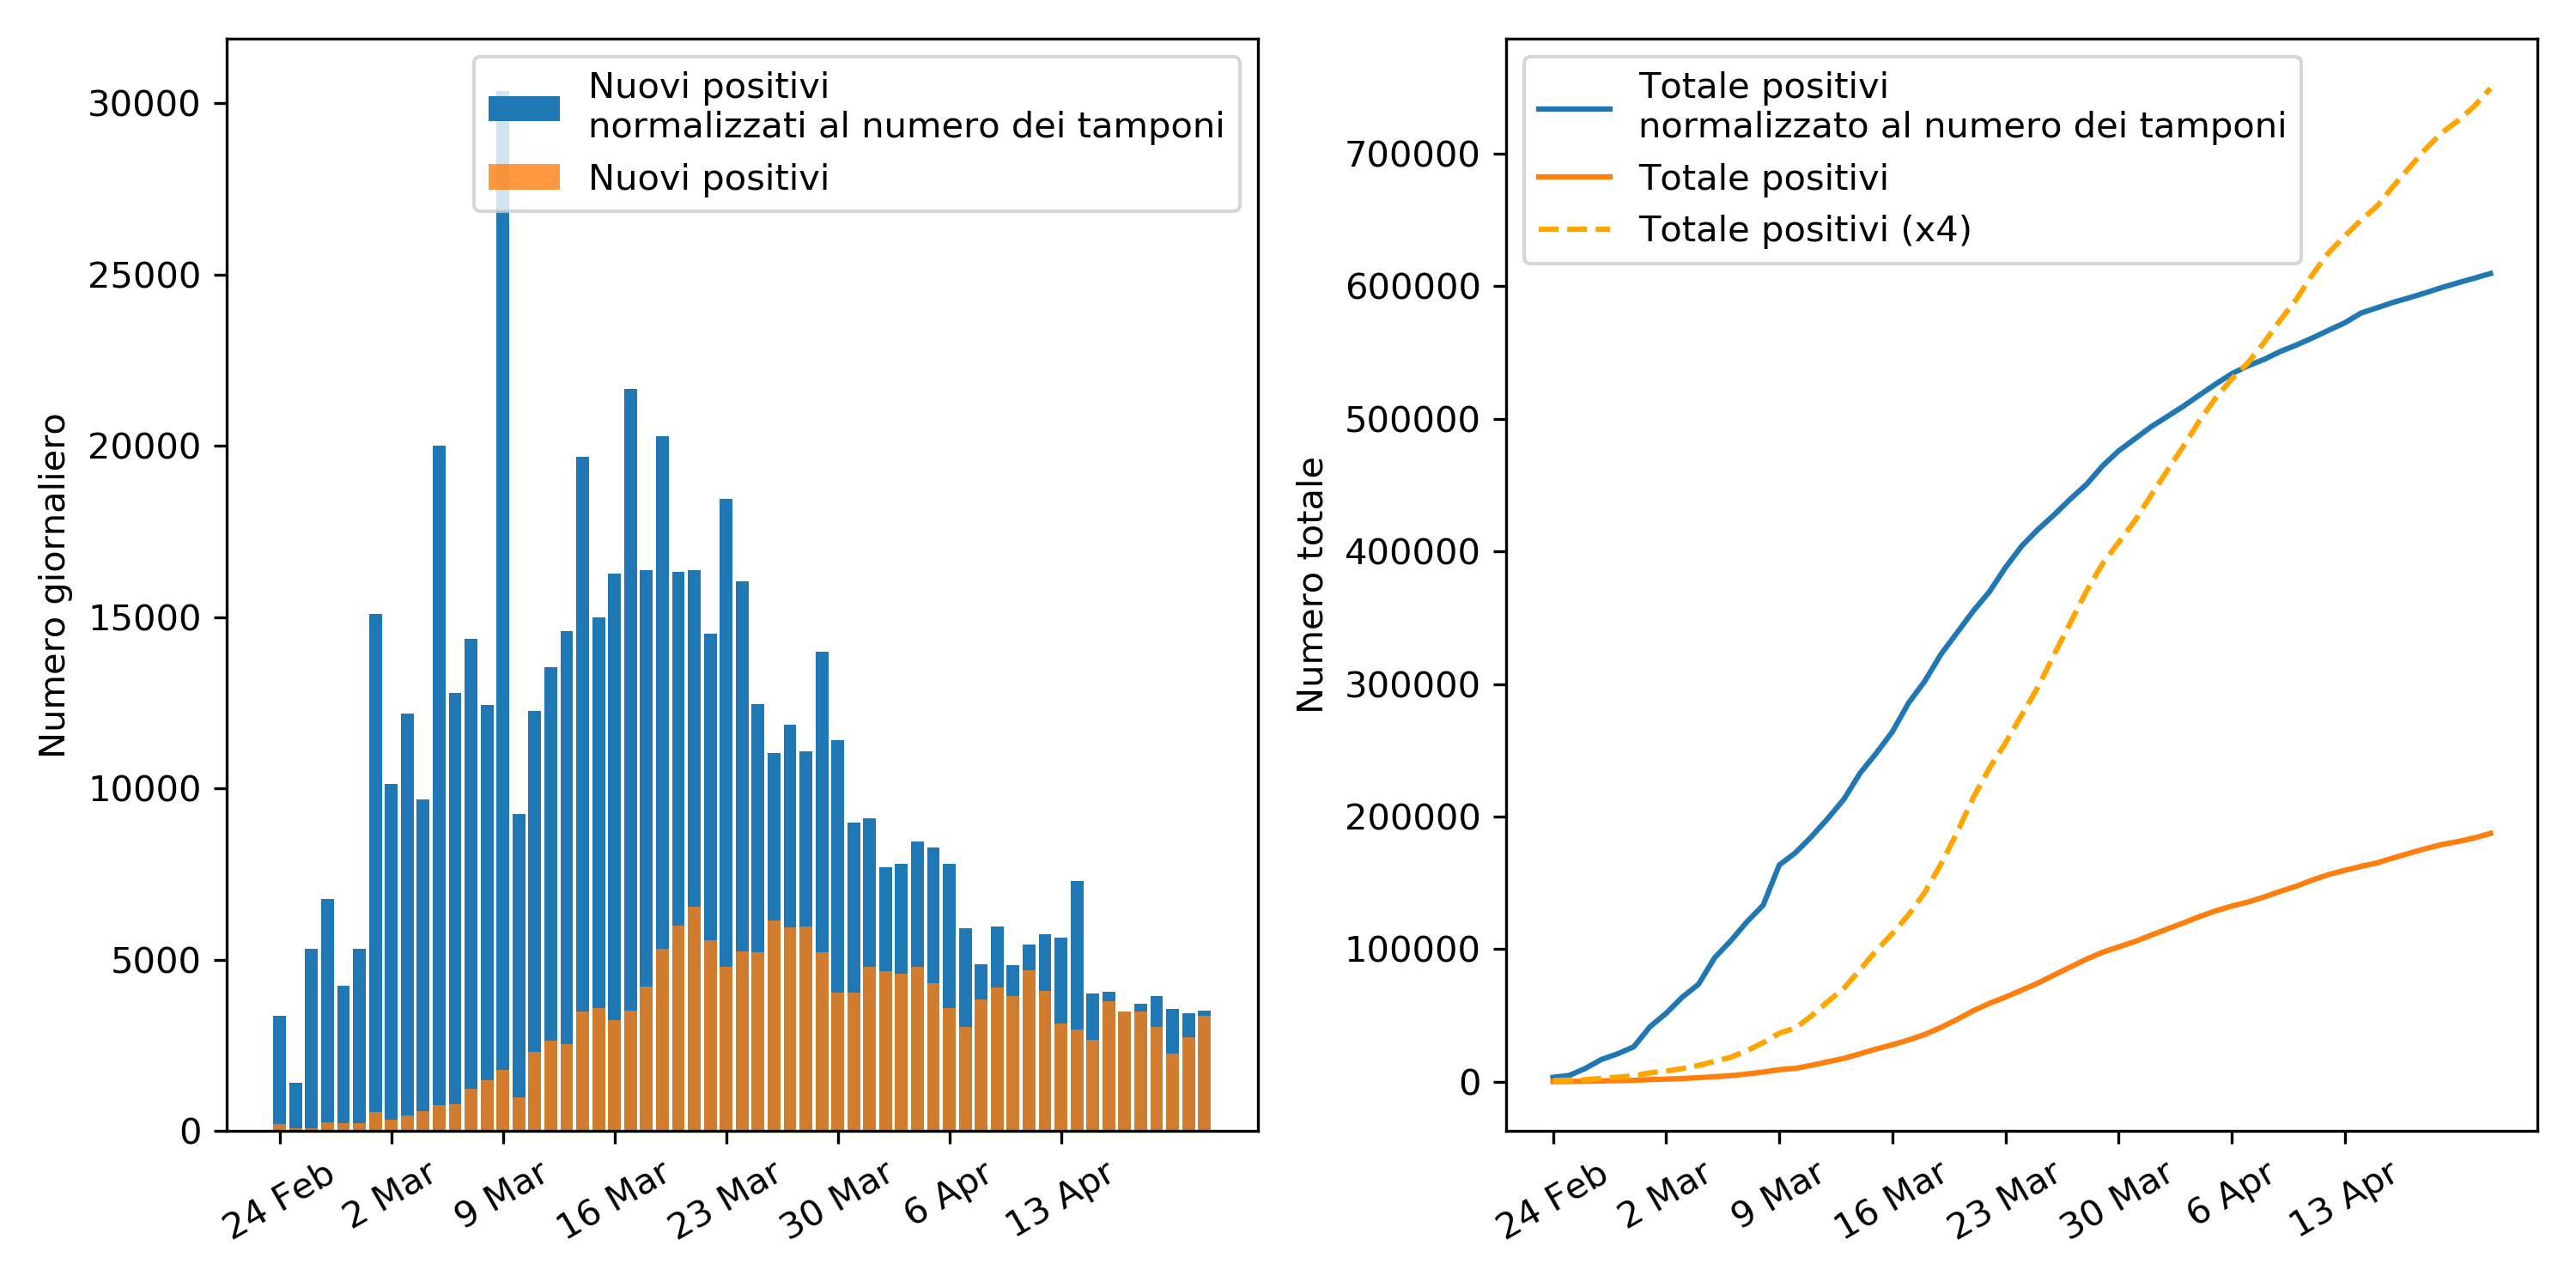 Nuovi positivi
normalizzati al numero dei tamponi
Nuovi positivi
30000
25000
20000
15000
10000
5000
0
Numero giornaliero
24 Feb
2 Mar
9 Mar
16 Mar
23 Mar
30 Mar
6 Apr
13 Apr
Totale positivi
normalizzato al numero dei tamponi
Totale positivi
Totale positivi (x4)
700000
600000
500000
400000
300000
200000
100000
0
Numero totale
24 Feb
2 Mar
9 Mar
16 Mar
23 Mar
30 Mar
6 Apr
13 Apr